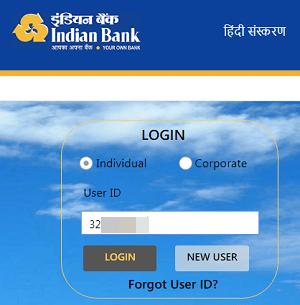 इंडियन बैंक
Indian Bank
आपका अपना बैंक YOUR OWN BANK
हिंदी संस्करण
LOGIN
Individual Corporate
User ID
32
LOGIN NEW USER
Forgot User ID?